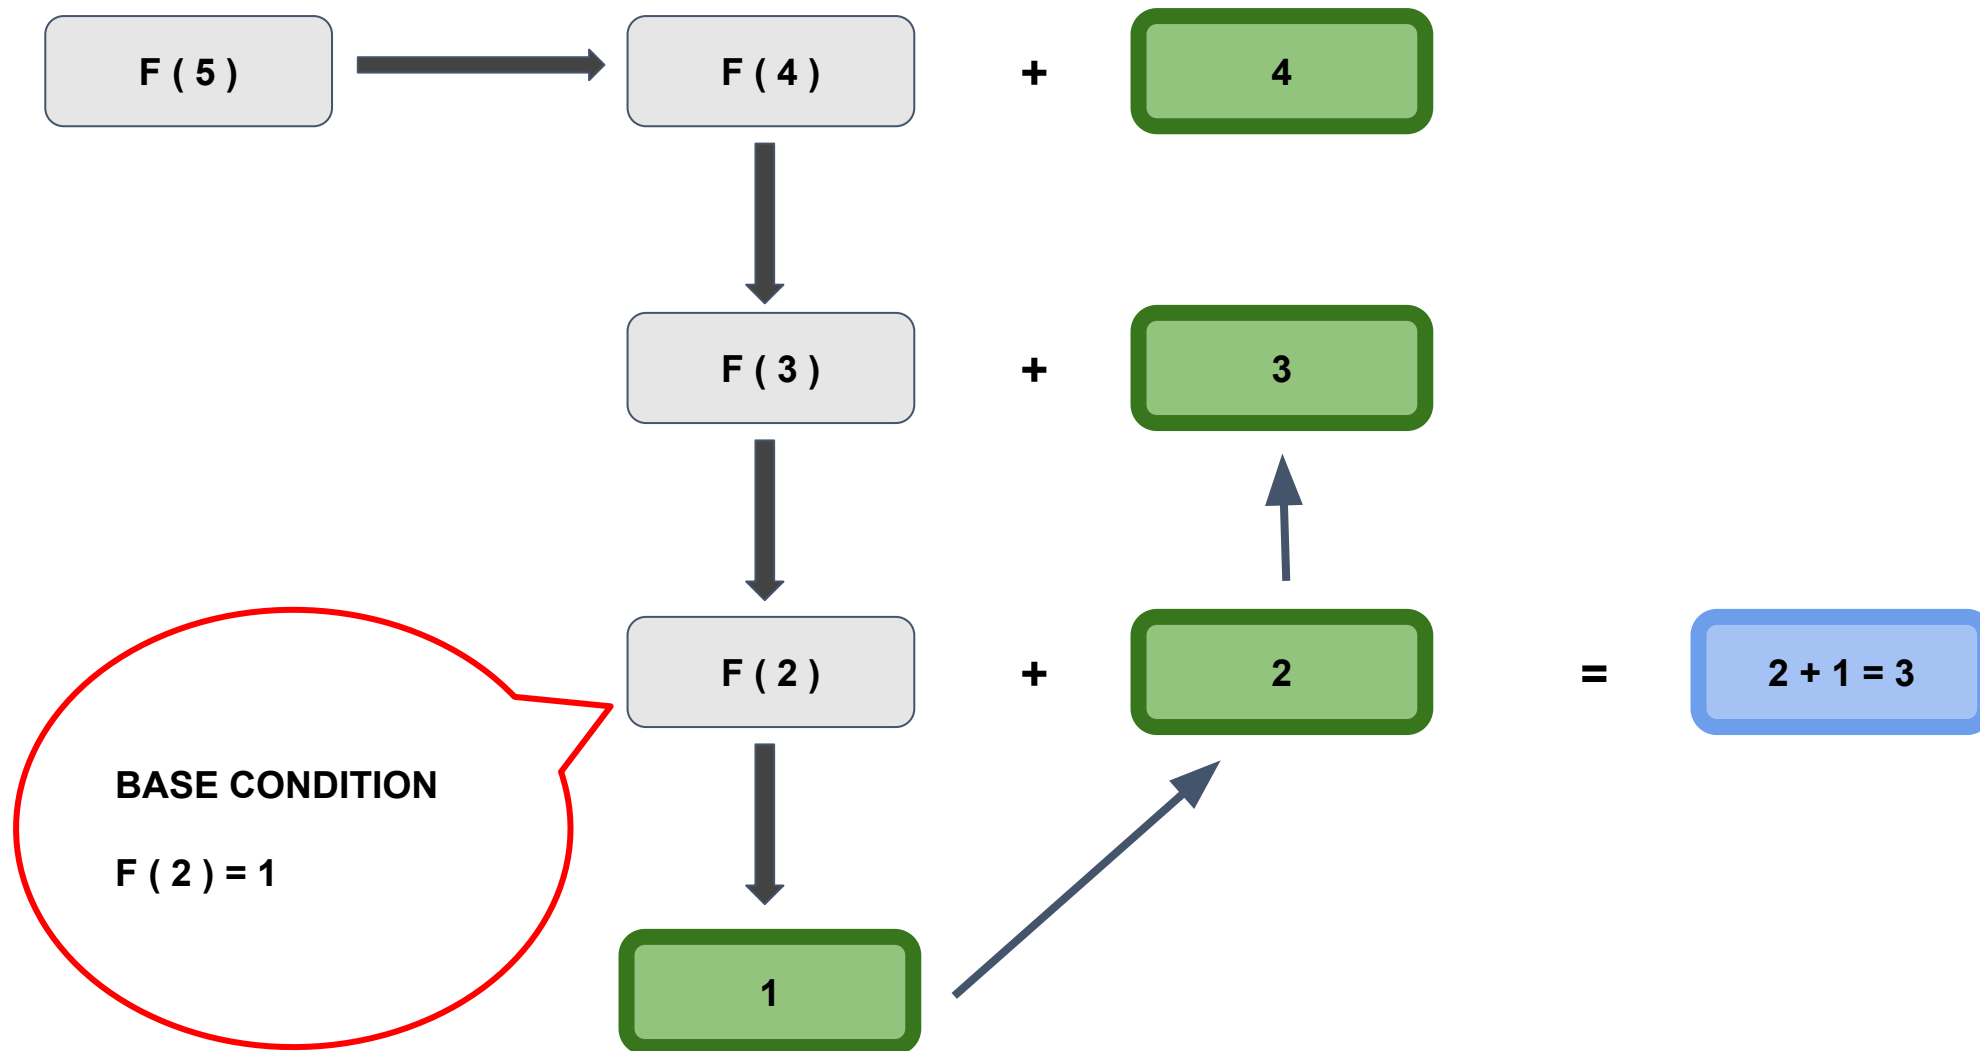 F ( 5 )
F ( 4 )
+
4
F ( 3 )
+
3
F ( 2 )
+
2
=
2 + 1 = 3
BASE CONDITION
F ( 2 ) = 1
1